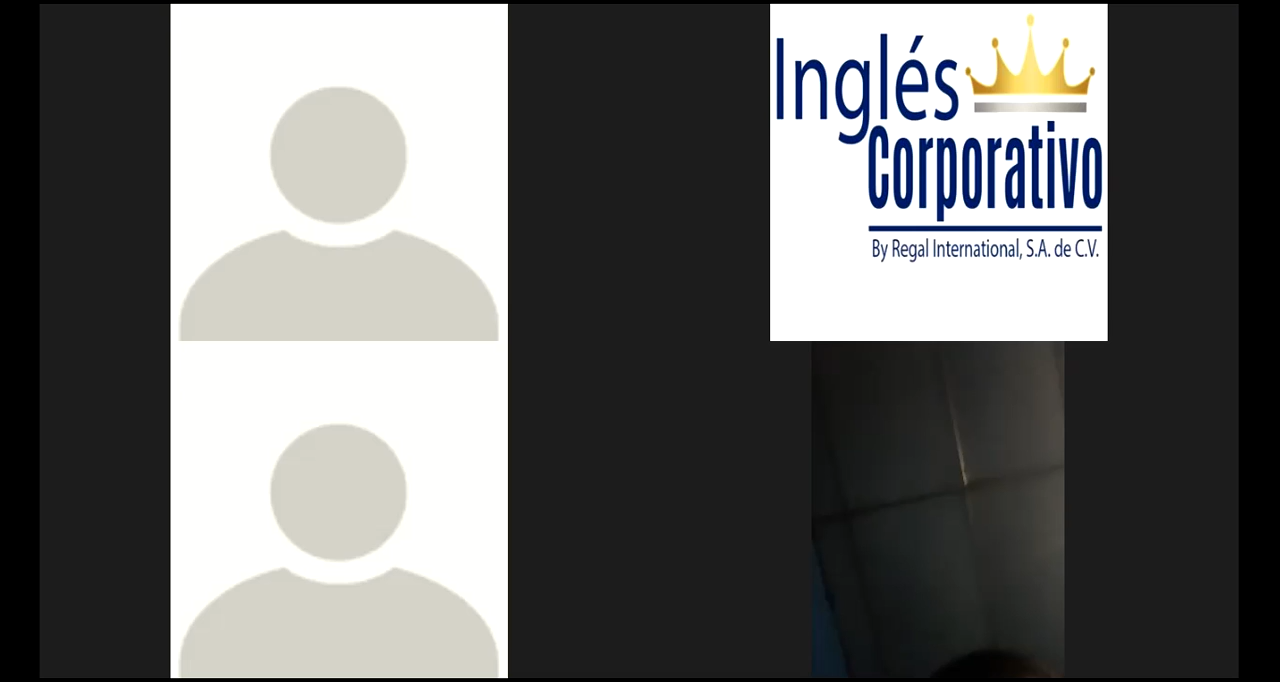 Inglés
Corporativo
By Regal International, S.A. de C.V.